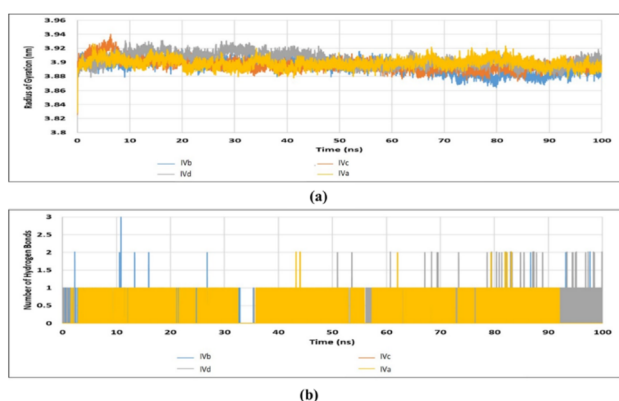 3.96
3.94
3.92
3.9
3.88
3.86
3.84
3.82
3.8
Radius of Gyration (nm)
0 10 20 30 40 50 60 70 80 90 100
Time (ns)
IVb IVc
IVd IVa
(a)
3
2.5
2
1.5
1
0.5
0
Number of Hydrogen Bonds
0 10 20 30 40 50 60 70 80 90 100
Time (ns)
IVb IVc
IVd IVa
(b)